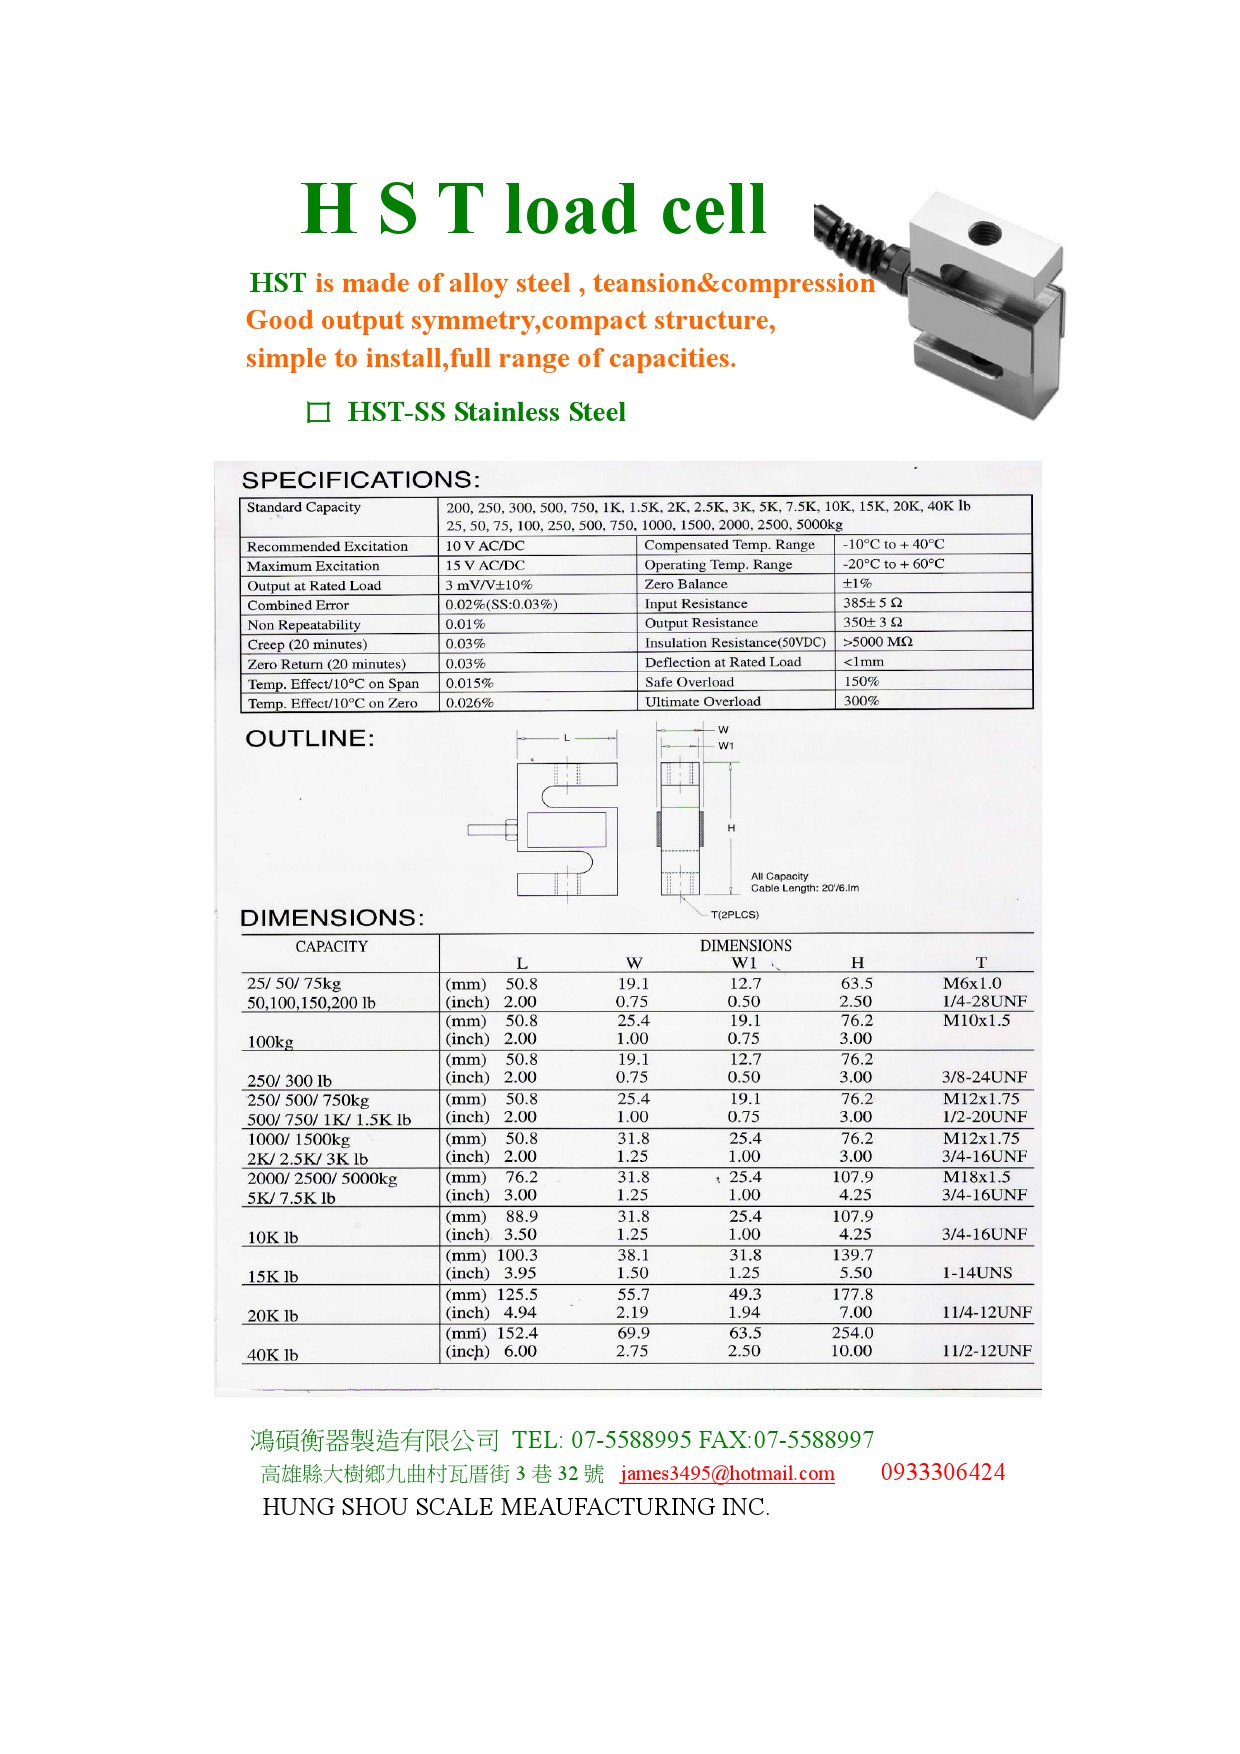 H S T load cell
HST is made of alloy steel , teansion&compression
Good output symmetry,compact structure,
simple to install,full range of capacities.
□ HST-SS Stainless Steel
SPECIFICATIONS:
Standard Capacity 200, 250, 300, 500, 750, 1K, 1.5K, 2K, 2.5K, 3K, 5K, 7.5K, 10K, 15K, 20K, 40K lb
25, 50, 75, 100, 250, 500, 750, 1000, 1500, 2000, 2500, 5000kg
Recommended Excitation 10 V AC/DC Compensated Temp. Range -10°C to + 40°C
Maximum Excitation 15 V AC/DC Operating Temp. Range -20°C to + 60°C
Output at Rated Load 3 mV/V±10% Zero Balance ±1%
Combined Error 0.02%(SS:0.03%) Input Resistance 385± 5 Ω
Non Repeatability 0.01% Output Resistance 350± 3 Ω
Creep (20 minutes) 0.03% Insulation Resistance(50VDC) >5000 MΩ
Zero Return (20 minutes) 0.03% Deflection at Rated Load <1mm
Temp. Effect/10°C on Span 0.015% Safe Overload 150%
Temp. Effect/10°C on Zero 0.026% Ultimate Overload 300%
OUTLINE:
L
W
W1
H
All Capacity
Cable Length: 20'/6.1m
T(2PLCS)
DIMENSIONS:
CAPACITY DIMENSIONS
L W W1 H T
25/ 50/ 75kg (mm) 50.8 19.1 12.7 63.5 M6x1.0
50,100,150,200 lb (inch) 2.00 0.75 0.50 2.50 1/4-28UNF
(mm) 50.8 25.4 19.1 76.2 M10x1.5
100kg (inch) 2.00 1.00 0.75 3.00
(mm) 50.8 19.1 12.7 76.2
250/ 300 lb (inch) 2.00 0.75 0.50 3.00 3/8-24UNF
250/ 500/ 750kg (mm) 50.8 25.4 19.1 76.2 M12x1.75
500/ 750/ 1K/ 1.5K lb (inch) 2.00 1.00 0.75 3.00 1/2-20UNF
1000/ 1500kg (mm) 50.8 31.8 25.4 76.2 M12x1.75
2K/ 2.5K/ 3K lb (inch) 2.00 1.25 1.00 3.00 3/4-16UNF
2000/ 2500/ 5000kg (mm) 76.2 31.8 25.4 107.9 M18x1.5
5K/ 7.5K lb (inch) 3.00 1.25 1.00 4.25 3/4-16UNF
(mm) 88.9 31.8 25.4 107.9
10K lb (inch) 3.50 1.25 1.00 4.25 3/4-16UNF
(mm) 100.3 38.1 31.8 139.7
15K lb (inch) 3.95 1.50 1.25 5.50 1-14UNS
(mm) 125.5 55.7 49.3 177.8
20K lb (inch) 4.94 2.19 1.94 7.00 11/4-12UNF
(mm) 152.4 69.9 63.5 254.0
40K lb (inch) 6.00 2.75 2.50 10.00 11/2-12UNF
鴻碩衡器製造有限公司 TEL: 07-5588995 FAX:07-5588997
高雄縣大樹鄉九曲村瓦厝街 3 巷 32 號 james3495@hotmail.com 0933306424
HUNG SHOU SCALE MEAUFACTURING INC.